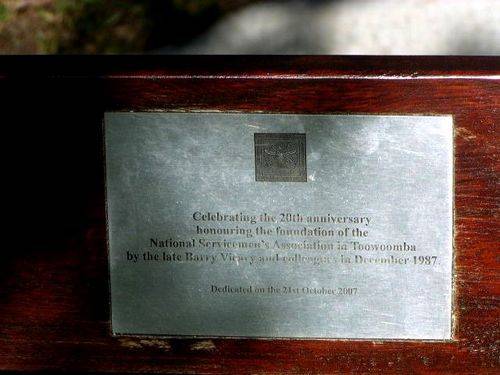 Celebrating the 20th anniversary
honouring the foundation of the
National Servicemen's Association in Toowoomba
by the late Barry Vicary and colleagues in December 1987
Dedicated on the 21st October 2007